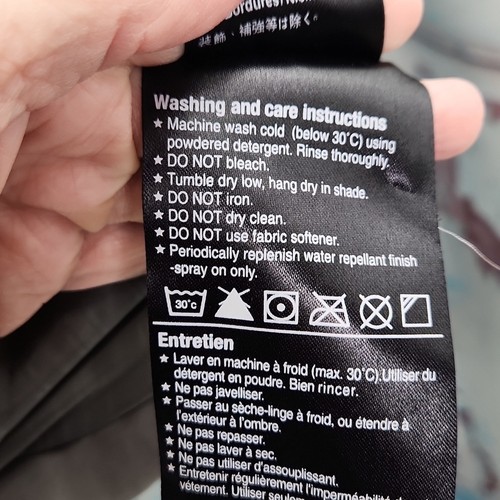 装飾、補強等は除く。
Washing and care instructions
★ Machine wash cold (below 30°C) using
powdered detergent. Rinse thoroughly.
★ DO NOT bleach.
★ Tumble dry low, hang dry in shade.
★ DO NOT iron.
★ DO NOT dry clean.
★ DO NOT use fabric softener.
★ Periodically replenish water repellant finish
-spray on only.
30°C
Entretien
★ Laver en machine à froid (max. 30°C).Utiliser du
détergent en poudre. Bien rincer.
★ Ne pas javelliser.
★ Passer au sèche-linge à froid, ou étendre à
l'extérieur à l'ombre.
★ Ne pas repasser.
★ Ne pas laver à sec.
★ Ne pas utiliser d'assouplissant.
★ Entretenir régulièrement l'imperméabilité du
vêtement. Utiliser